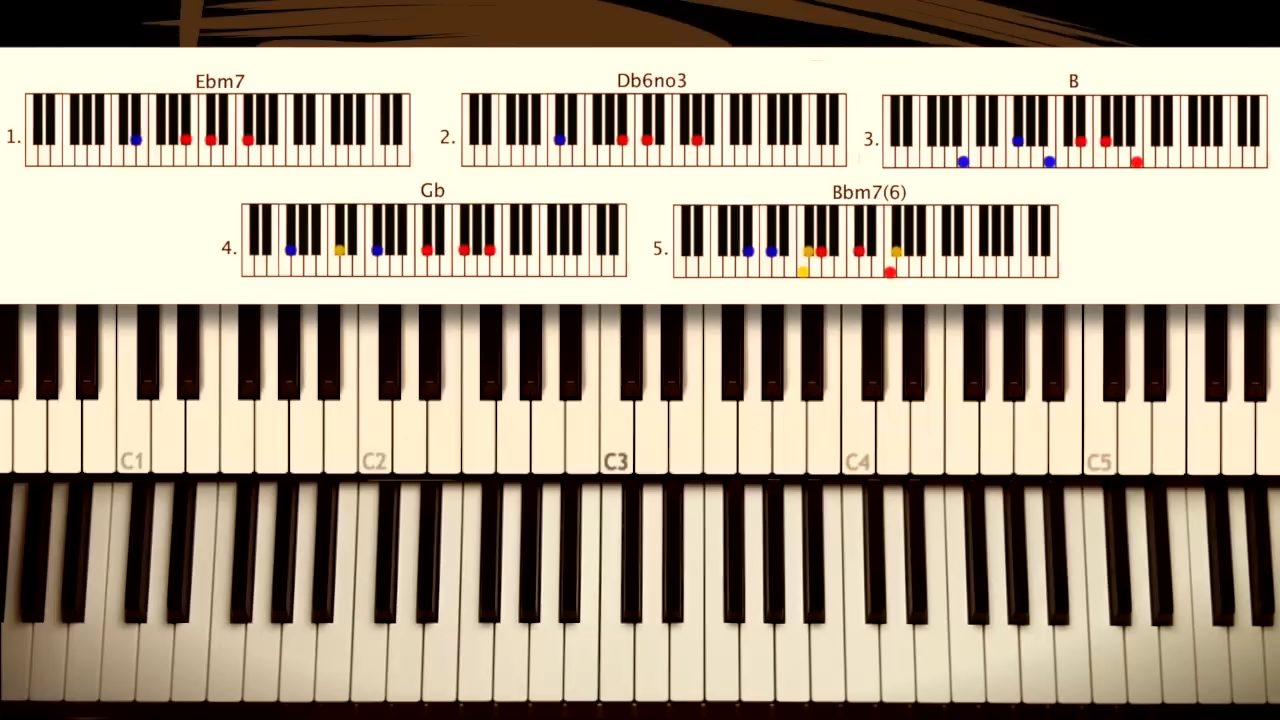 Ebm7
Db6no3
B
1.
2.
3.
Gb
Bbm7(6)
4.
5.
C1
C2
C3
C4
C5